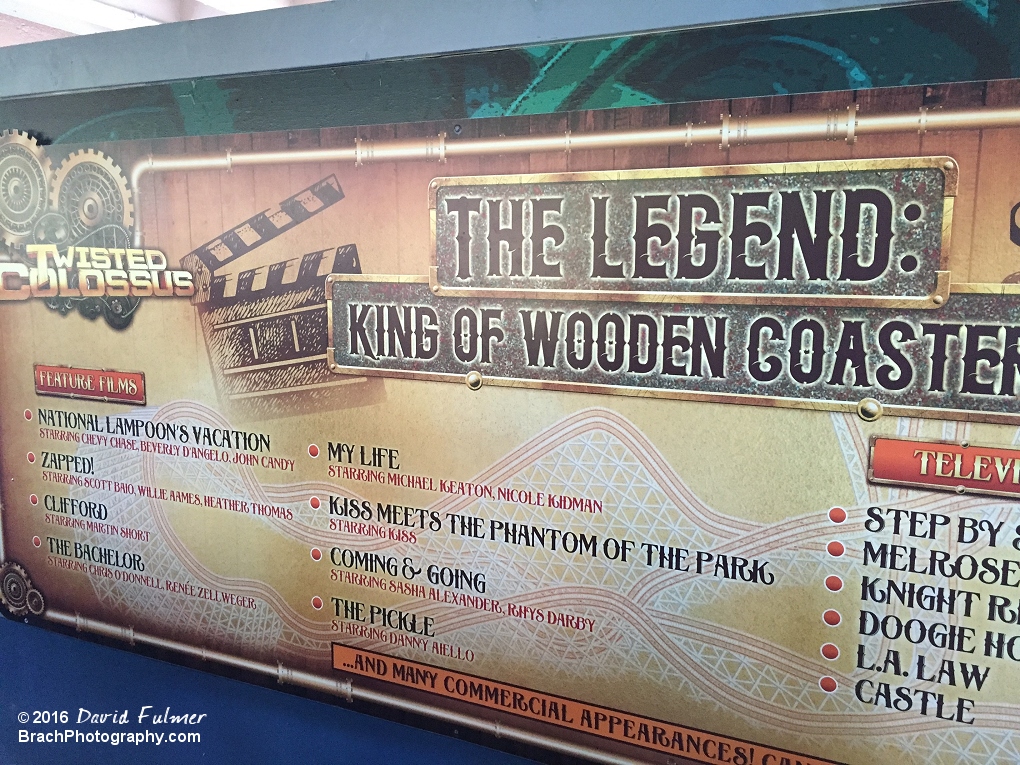 TWISTED
COLOSSUS
THE LEGEND:
KING OF WOODEN COASTER
FEATURE FILMS
NATIONAL LAMPOON'S VACATION
STARRING CHEVY CHASE, BEVERLY D'ANGELO, JOHN CANDY
ZAPPED!
STARRING SCOTT BAIO, WILLIE AAMES, HEATHER THOMAS
CLIFFORD
STARRING MARTIN SHORT
THE BACHELOR
STARRING CHRIS O'DONNELL, RENÉE ZELLWEGER
MY LIFE
STARRING MICHAEL KEATON, NICOLE KIDMAN
KISS MEETS THE PHANTOM OF THE PARK
STARRING KISS
COMING & GOING
STARRING SASHA ALEXANDER, RHYS DARBY
THE PICKLE
STARRING DANNY AIELLO
...AND MANY COMMERCIAL APPEARANCES!
TELEVI
STEP BY
MELROSE
KNIGHT RI
DOOGIE HO
L.A. LAW
CASTLE
©2016 David Fulmer
BrachPhotography.com